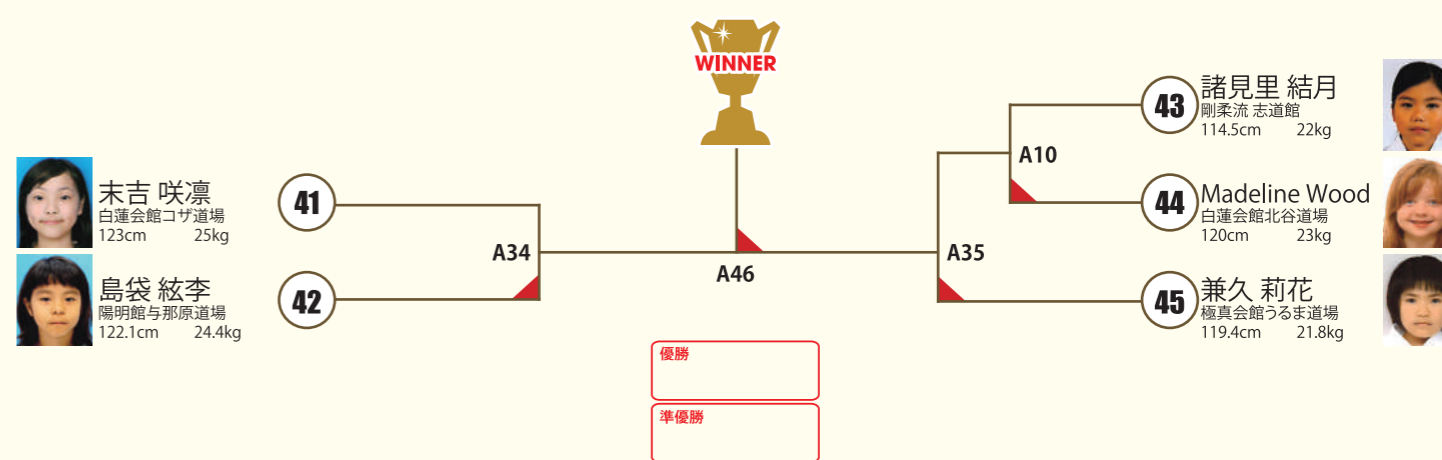 WINNER
41
末吉 咲凛
白蓮会館コザ道場
123cm 25kg
42
島袋 絃李
陽明館与那原道場
122.1cm 24.4kg
A34
A46
A35
A10
43
諸見里 結月
剛柔流 志道館
114.5cm 22kg
44
Madeline Wood
白蓮会館北谷道場
120cm 23kg
45
兼久 莉花
極真会館うるま道場
119.4cm 21.8kg
優勝
準優勝